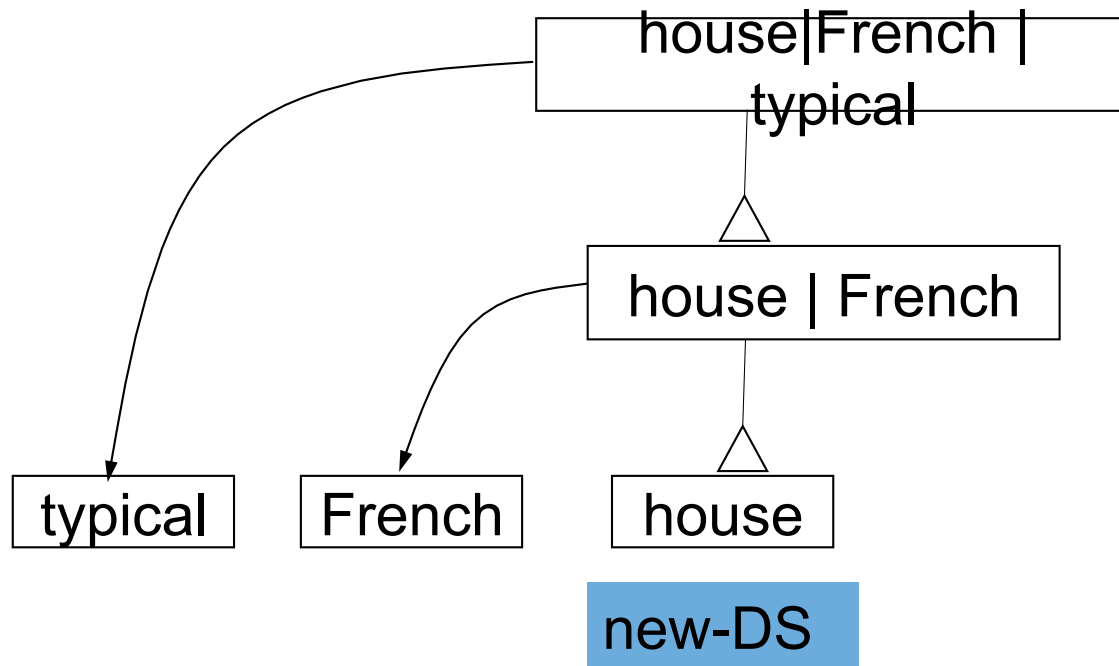 house|French |
typical
house | French
typical
French
house
new-DS